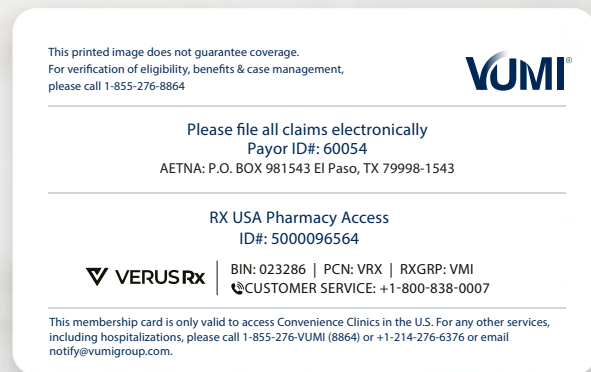 This printed image does not guarantee coverage.
For verification of eligibility, benefits & case management,
please call 1-855-276-8864
VUMI®
Please file all claims electronically
Payor ID#: 60054
AETNA: P.O. BOX 981543 El Paso, TX 79998-1543
RX USA Pharmacy Access
ID#: 5000096564
VERUS Rx
BIN: 023286 | PCN: VRX | RXGRP: VMI
CUSTOMER SERVICE: +1-800-838-0007
This membership card is only valid to access Convenience Clinics in the U.S. For any other services,
including hospitalizations, please call 1-855-276-VUMI (8864) or +1-214-276-6376 or email
notify@vumigroup.com.